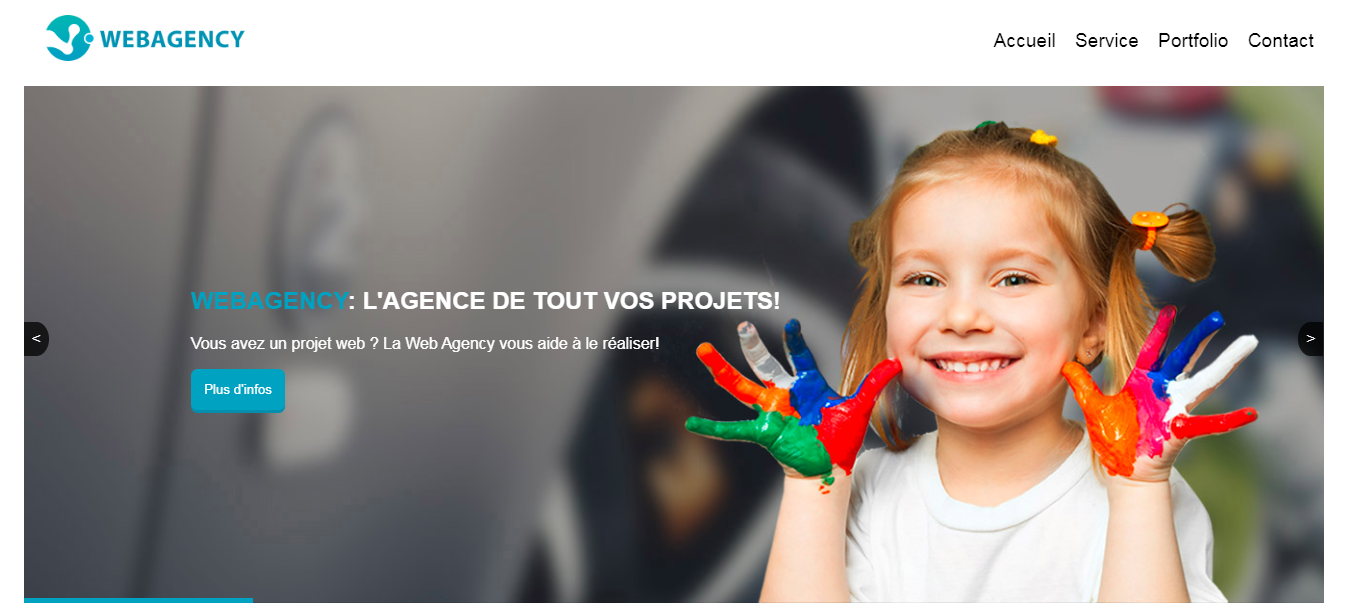 WEBAGENCY
Accueil Service Portfolio Contact
WEBAGENCY: L'AGENCE DE TOUT VOS PROJETS!
<
>
Vous avez un projet web ? La Web Agency vous aide à le réaliser!
Plus d'infos